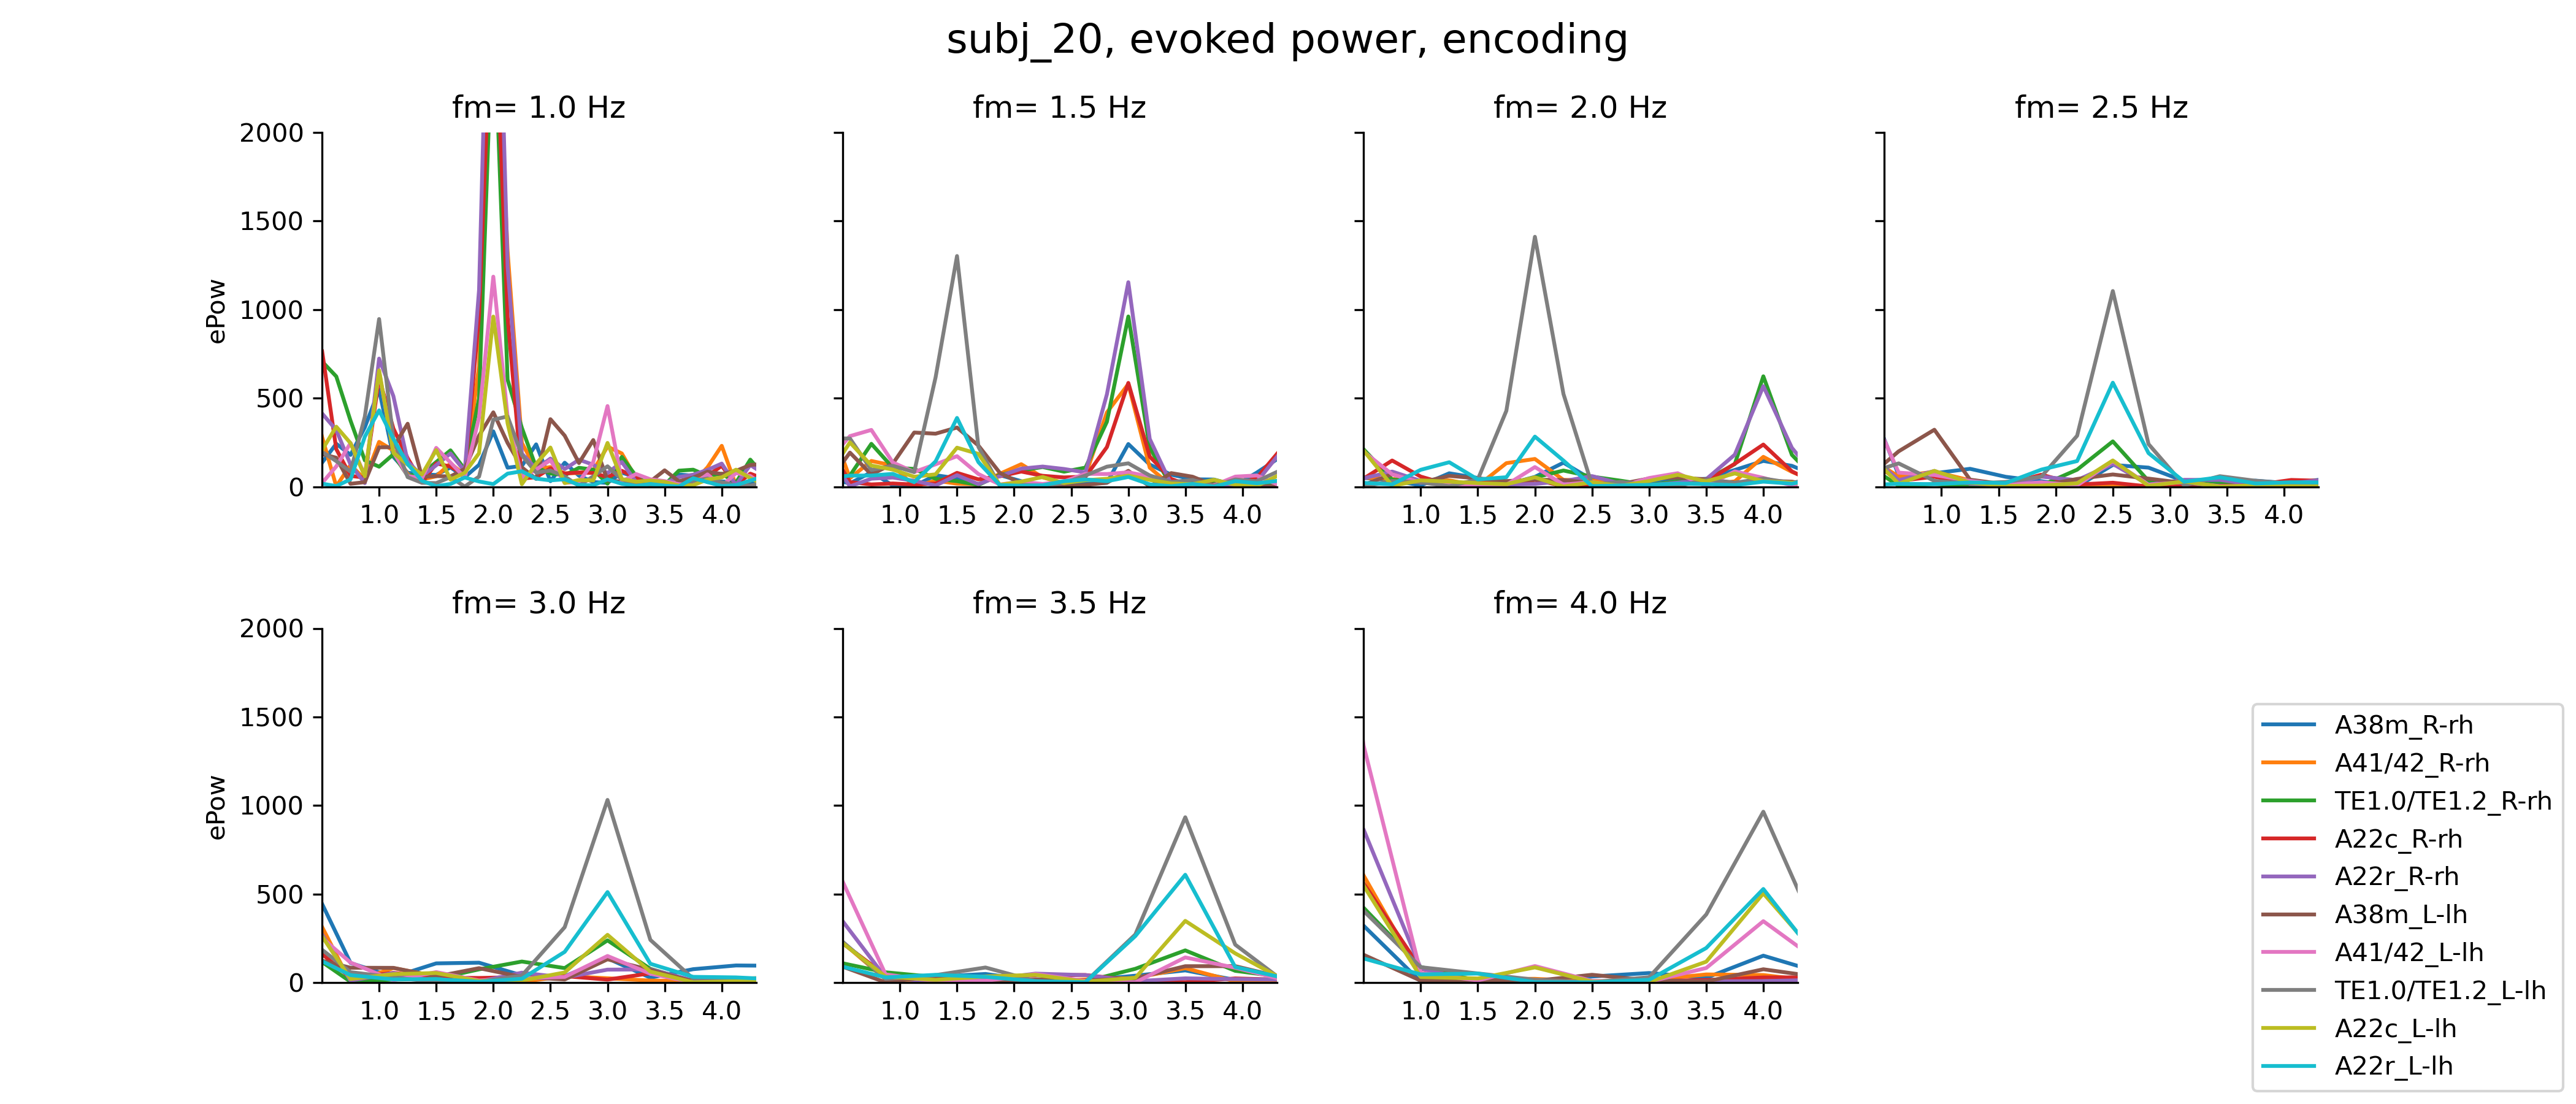 subj_20, evoked power, encoding
fm= 1.0 Hz
fm= 1.5 Hz
fm= 2.0 Hz
fm= 2.5 Hz
2000
1500
1000
500
0
ePow
1.0 1.5 2.0 2.5 3.0 3.5 4.0
1.0 1.5 2.0 2.5 3.0 3.5 4.0
1.0 1.5 2.0 2.5 3.0 3.5 4.0
1.0 1.5 2.0 2.5 3.0 3.5 4.0
fm= 3.0 Hz
fm= 3.5 Hz
fm= 4.0 Hz
2000
1500
1000
500
0
ePow
1.0 1.5 2.0 2.5 3.0 3.5 4.0
1.0 1.5 2.0 2.5 3.0 3.5 4.0
1.0 1.5 2.0 2.5 3.0 3.5 4.0
A38m_R-rh
A41/42_R-rh
TE1.0/TE1.2_R-rh
A22c_R-rh
A22r_R-rh
A38m_L-lh
A41/42_L-lh
TE1.0/TE1.2_L-lh
A22c_L-lh
A22r_L-lh